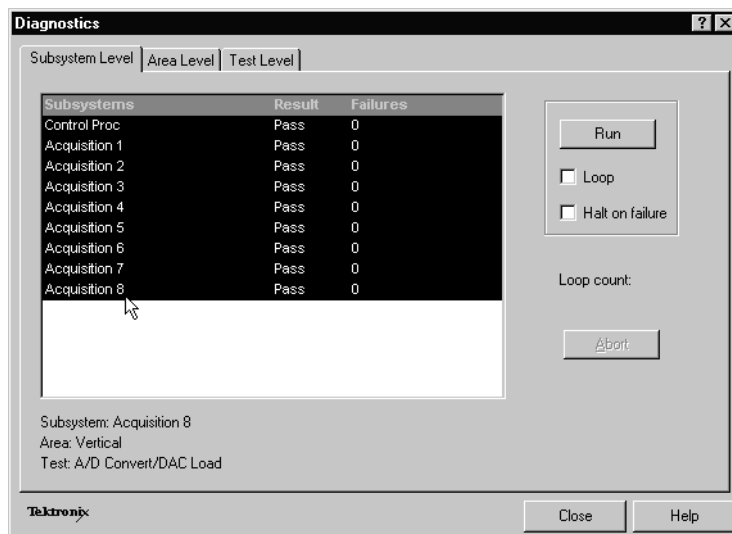 Diagnostics
Subsystem Level Area Level Test Level
Subsystems Result Failures
Control Proc Pass 0
Acquisition 1 Pass 0
Acquisition 2 Pass 0
Acquisition 3 Pass 0
Acquisition 4 Pass 0
Acquisition 5 Pass 0
Acquisition 6 Pass 0
Acquisition 7 Pass 0
Acquisition 8 Pass 0
Run
Loop
Halt on failure
Loop count:
Abort
Subsystem: Acquisition 8
Area: Vertical
Test: A/D Convert/DAC Load
Tektronix
Close Help